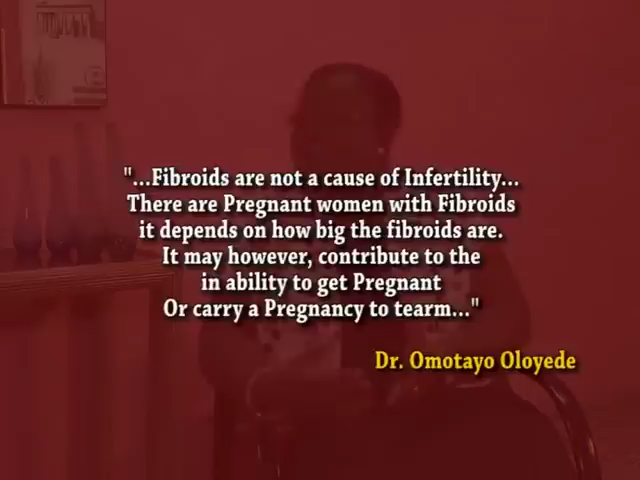 "...Fibroids are not a cause of Infertility...
There are Pregnant women with Fibroids
it depends on how big the fibroids are.
It may however, contribute to the
in ability to get Pregnant
Or carry a Pregnancy to tearm..."
Dr. Omotayo Oloyede